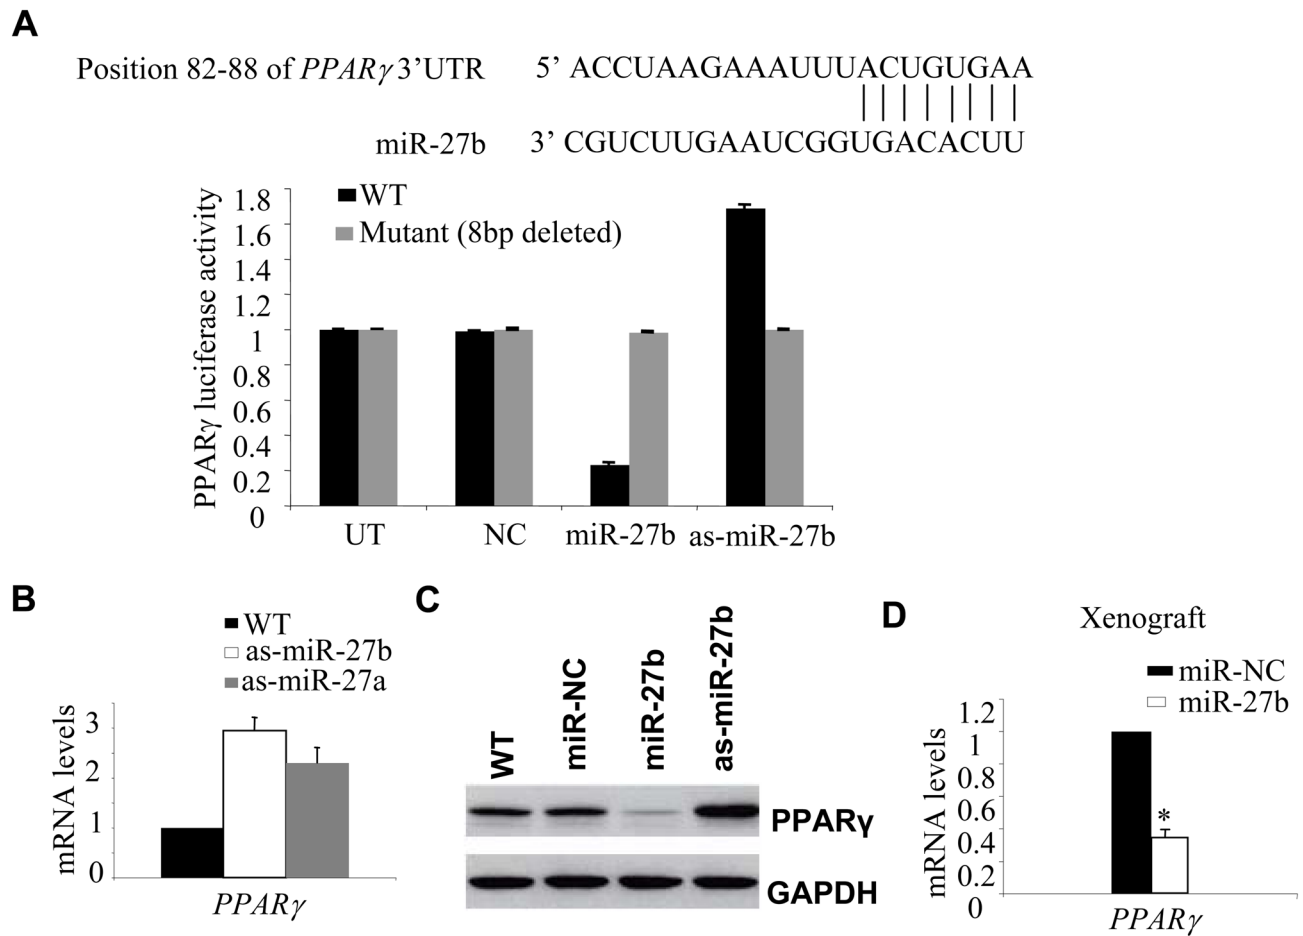 A
Position 82-88 of PPARγ 3’UTR 5’ ACCUAAGAAAUUUACUGUGAA
miR-27b 3’ CGUCUUGAAUCGGUGACACUU
WT
Mutant (8bp deleted)
PPARγ luciferase activity
1.8
1.6
1.4
1.2
1
0.8
0.6
0.4
0.2
0
UT NC miR-27b as-miR-27b
B
WT
as-miR-27b
as-miR-27a
mRNA levels
3
2
1
0
PPARγ
C
WT miR-NC miR-27b as-miR-27b
PPARγ
GAPDH
D
Xenograft
miR-NC
miR-27b
mRNA levels
1.2
1
0.8
0.6
0.4
0.2
0
*
PPARγ